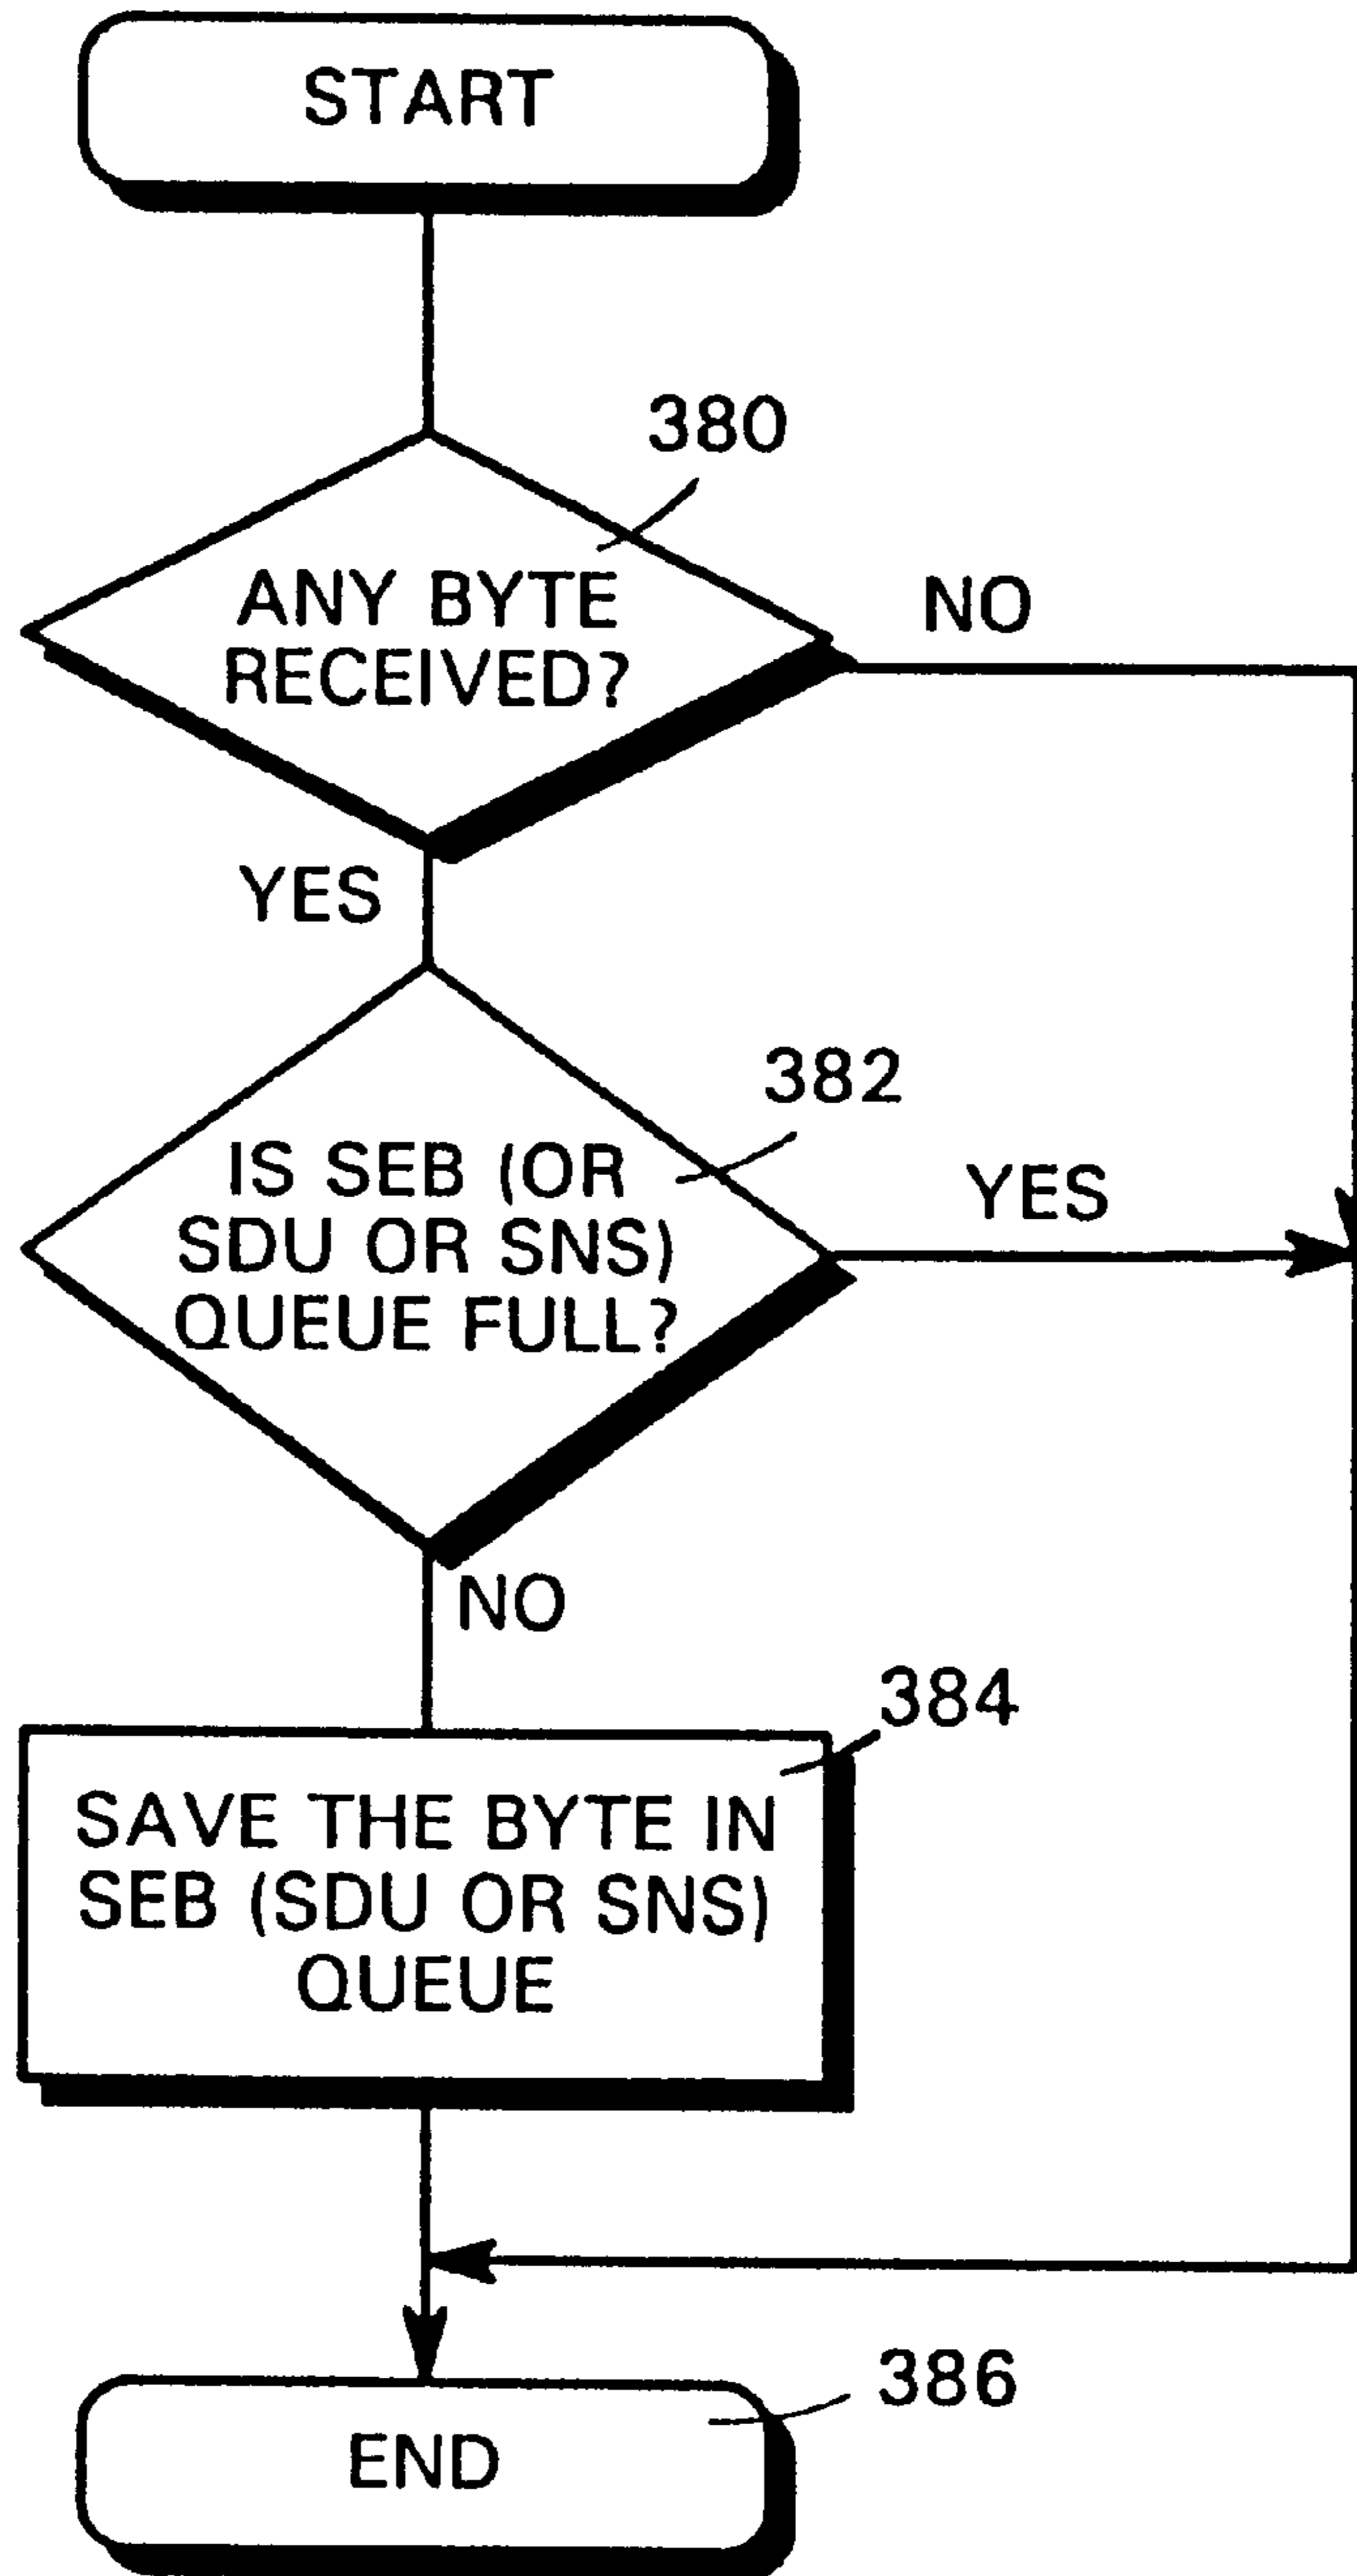 START
380
ANY BYTE
RECEIVED?
NO
YES
382
IS SEB (OR
SDU OR SNS)
QUEUE FULL?
YES
NO
384
SAVE THE BYTE IN
SEB (SDU OR SNS)
QUEUE
386
END